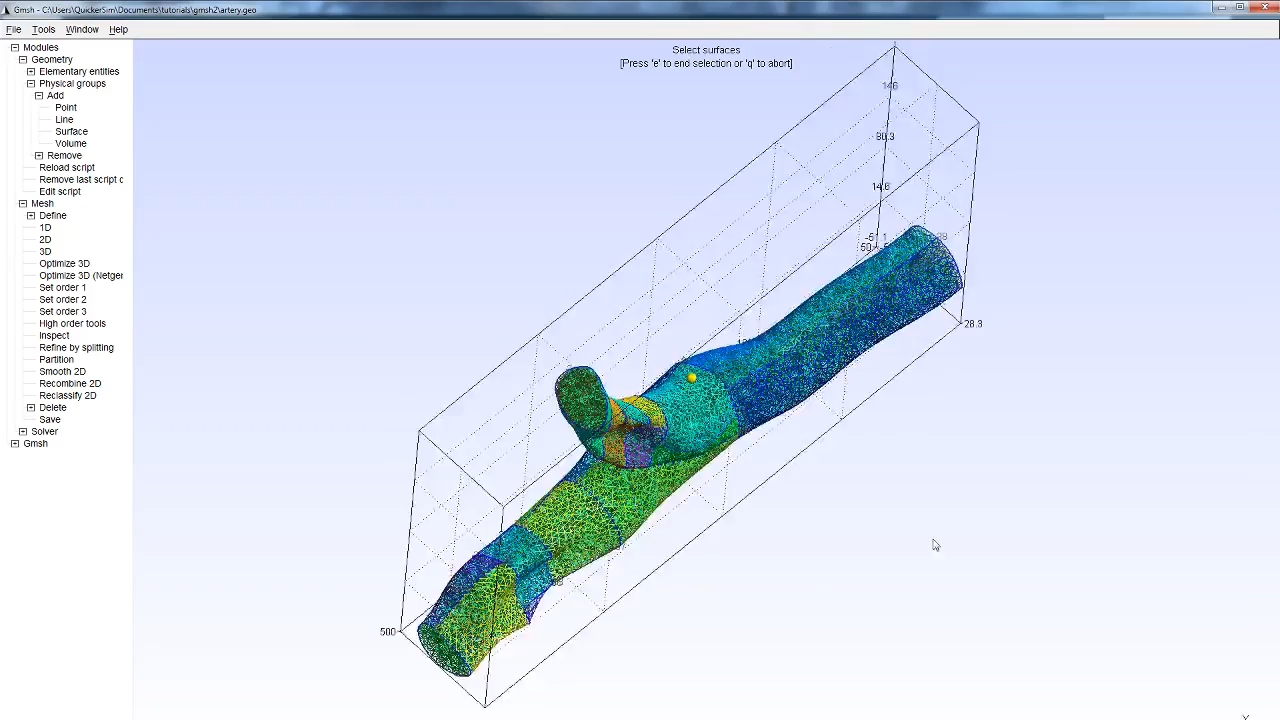 Gmsh - C:\Users\QuickerSim\Documents\tutorials\gmsh2\artery.geo
File Tools Window Help
Modules
Geometry
Elementary entities
Physical groups
Add
Point
Line
Surface
Volume
Remove
Reload script
Remove last script c
Edit script
Mesh
Define
1D
2D
3D
Optimize 3D
Optimize 3D (Netger
Set order 1
Set order 2
Set order 3
High order tools
Inspect
Refine by splitting
Partition
Smooth 2D
Recombine 2D
Reclassify 2D
Delete
Save
Solver
Gmsh
Select surfaces
[Press 'e' to end selection or 'q' to abort]
146
80.3
14.6
-51.1
28.3
500
Y